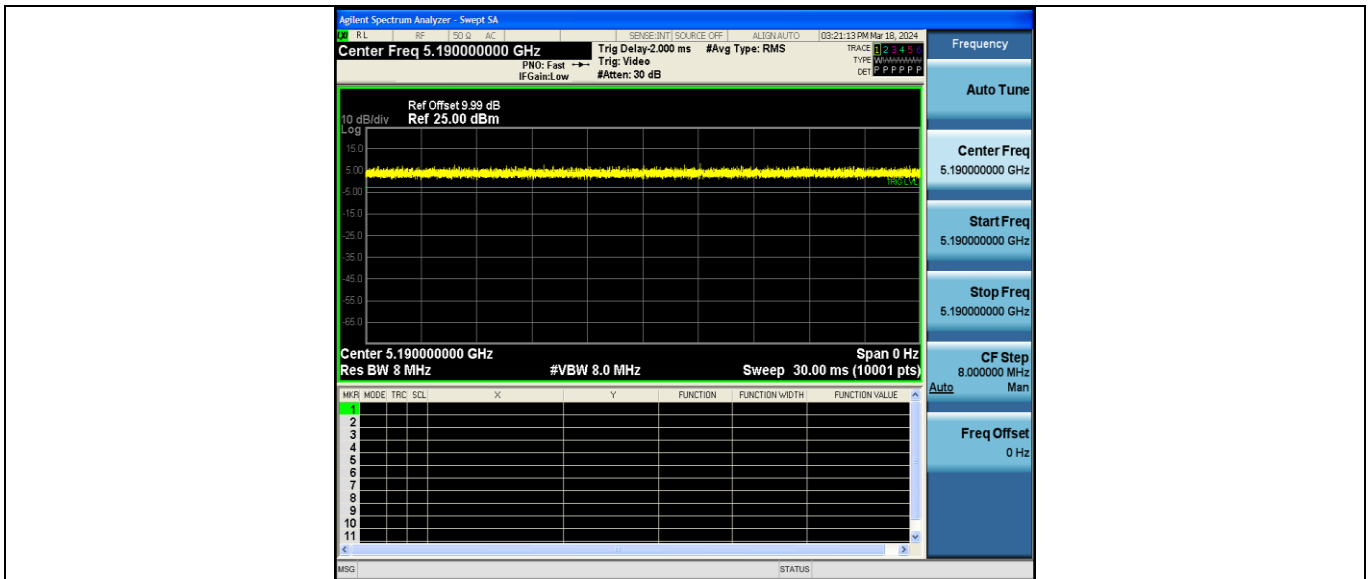 Agilent Spectrum Analyzer - Swept SA
LXI RL RF 50 Ω AC SENSE:INT SOURCE OFF ALIGN AUTO 03:21:13 PM Mar 18, 2024
Center Freq 5.190000000 GHz
PNO: Fast
IFGain:Low
Trig Delay-2.000 ms #Avg Type: RMS
Trig: Video
#Atten: 30 dB
TRACE 1 2 3 4 5 6
TYPE
DET P P P P P P
Ref Offset 9.99 dB
10 dB/div Ref 25.00 dBm
Log
15.0
5.00
-5.00
-15.0
-25.0
-35.0
-45.0
-55.0
-65.0
TRIG LVL
Center 5.190000000 GHz Span 0 Hz
Res BW 8 MHz #VBW 8.0 MHz Sweep 30.00 ms (10001 pts)
MKR MODE TRC SCL X Y FUNCTION FUNCTION WIDTH FUNCTION VALUE
1
2
3
4
5
6
7
8
9
10
11
MSG STATUS
Frequency
Auto Tune
Center Freq
5.190000000 GHz
Start Freq
5.190000000 GHz
Stop Freq
5.190000000 GHz
CF Step
8.000000 MHz
Auto Man
Freq Offset
0 Hz